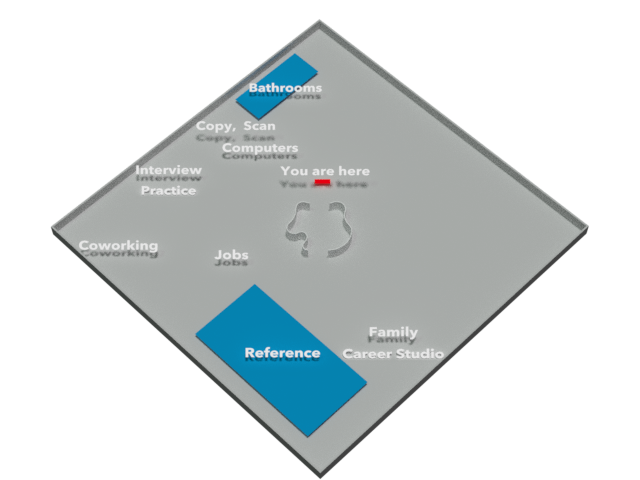 Bathrooms
Copy, Scan
Computers
You are here
Interview
Practice
Coworking
Jobs
Family
Reference
Career Studio